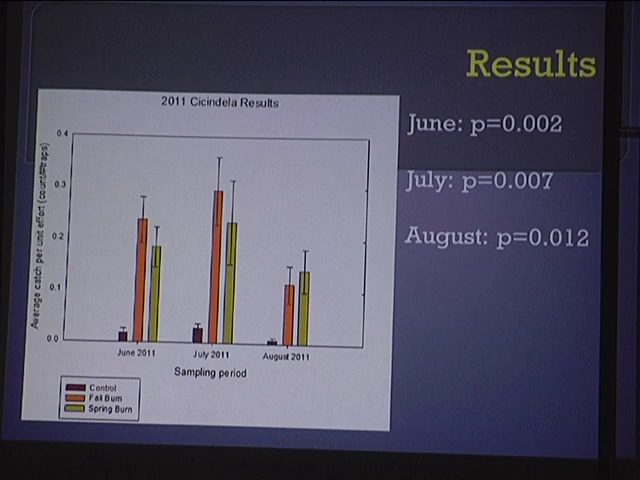 Results
2011 Cicindela Results
June: p=0.002
July: p=0.007
August: p=0.012
Average catch per unit effort (count/#traps)
0.4
0.3
0.2
0.1
0.0
June 2011
July 2011
August 2011
Sampling period
Control
Fall Burn
Spring Burn